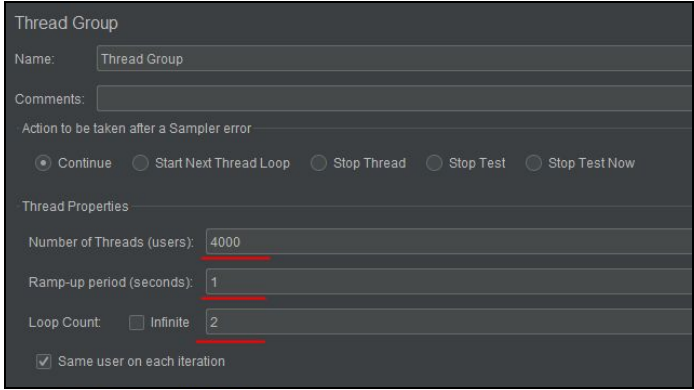 Thread Group
Name: Thread Group
Comments:
Action to be taken after a Sampler error
Continue Start Next Thread Loop Stop Thread Stop Test Stop Test Now
Thread Properties
Number of Threads (users): 4000
Ramp-up period (seconds): 1
Loop Count: Infinite 2
Same user on each iteration